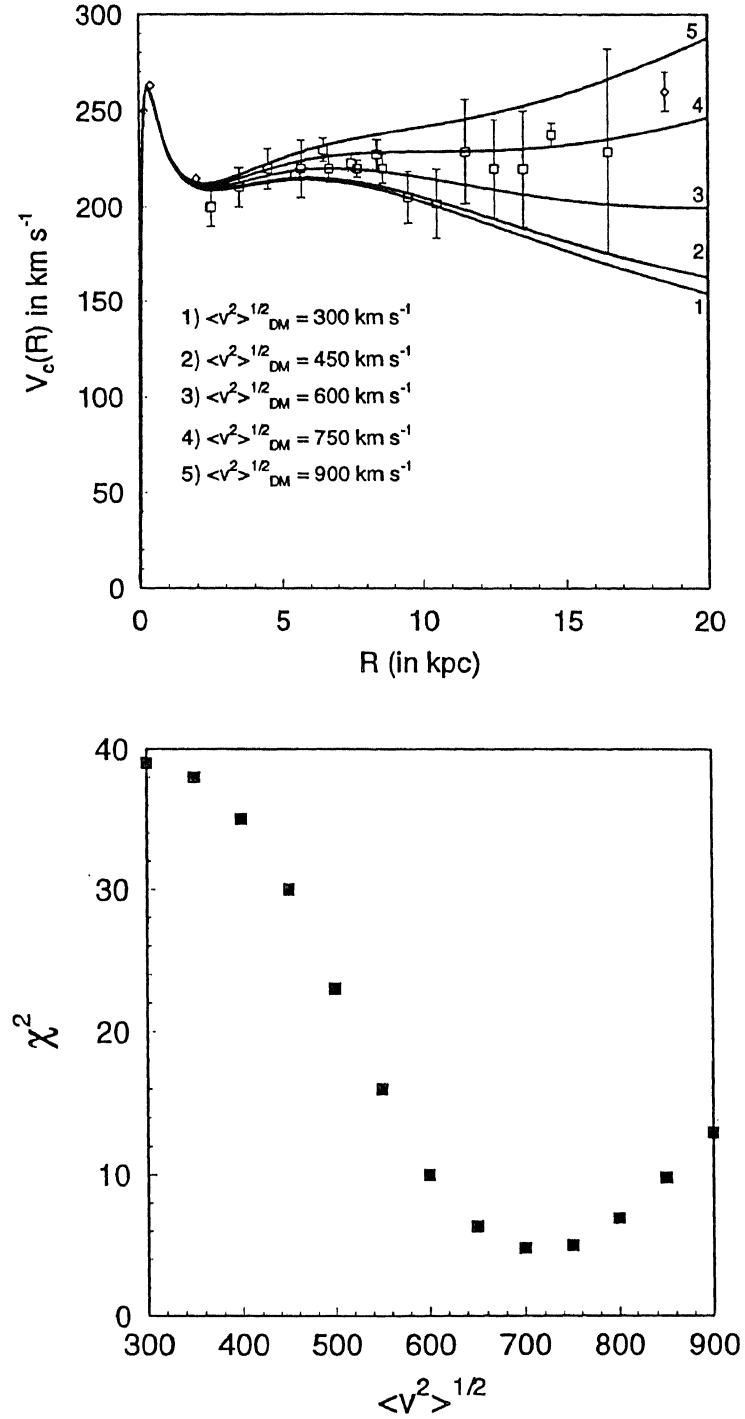 300
250
200
150
100
50
0
V_c(R) in km s⁻¹
5
4
3
2
1
1) <v²>^1/2_DM = 300 km s⁻¹
2) <v²>^1/2_DM = 450 km s⁻¹
3) <v²>^1/2_DM = 600 km s⁻¹
4) <v²>^1/2_DM = 750 km s⁻¹
5) <v²>^1/2_DM = 900 km s⁻¹
0 5 10 15 20
R (in kpc)
40
30
20
10
0
χ²
300 400 500 600 700 800 900
<v²>^1/2